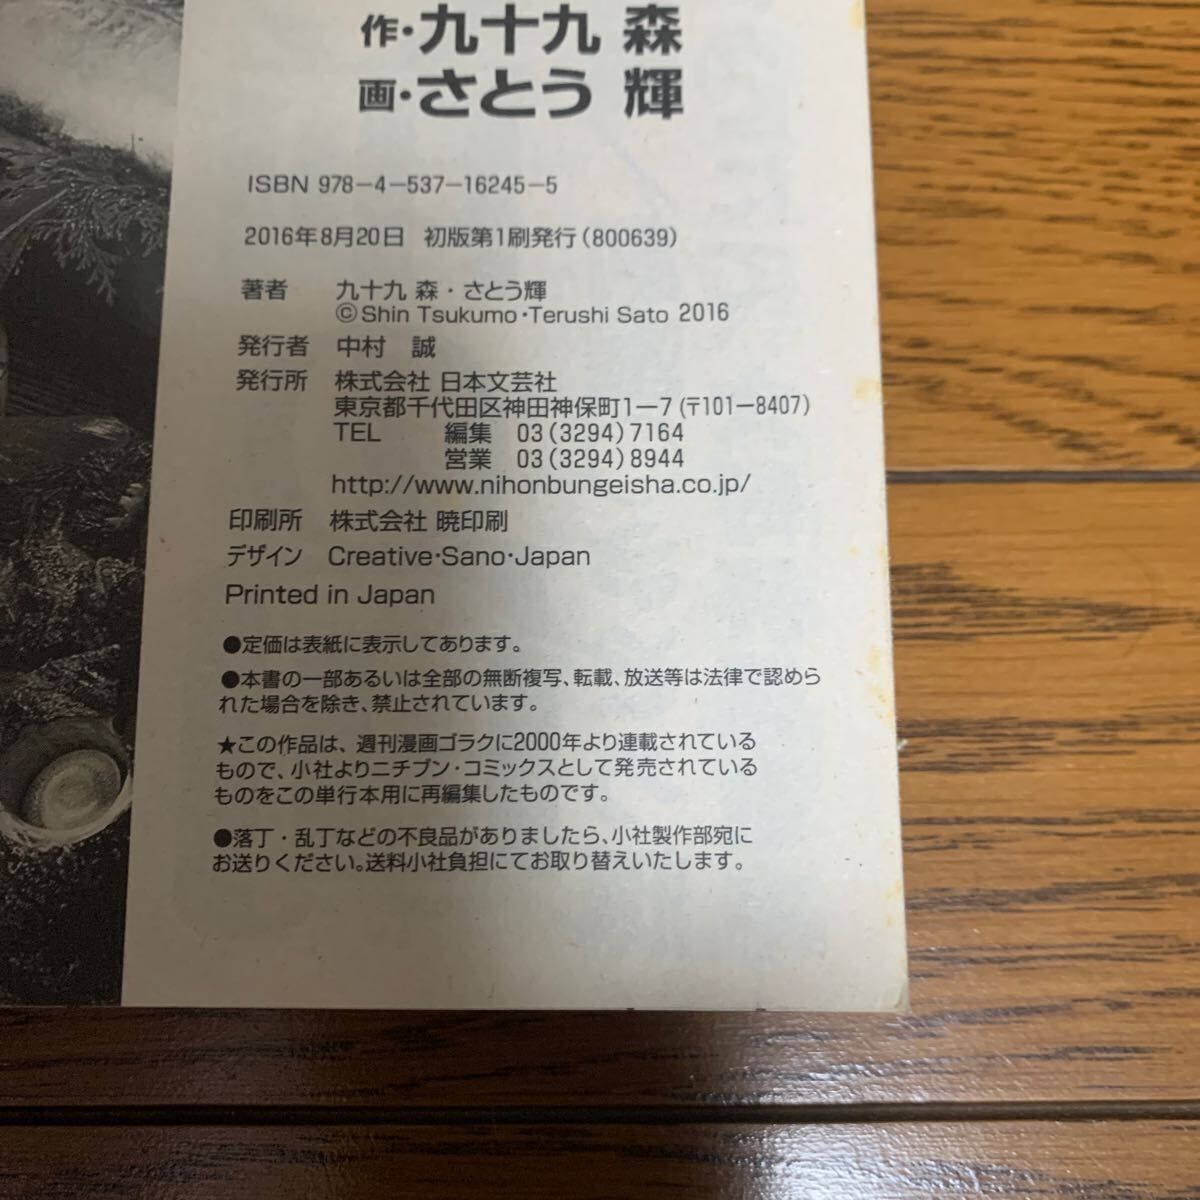 作・九十九 森
画・さとう 輝
ISBN 978-4-537-16245-5
2016年8月20日 初版第1刷発行(800639)
著者 九十九 森・さとう輝
©Shin Tsukumo・Terushi Sato 2016
発行者 中村 誠
発行所 株式会社 日本文芸社
東京都千代田区神田神保町1-7(〒101-8407)
TEL 編集 03(3294)7164
営業 03(3294)8944
http://www.nihonbungeisha.co.jp/
印刷所 株式会社 暁印刷
デザイン Creative・Sano・Japan
Printed in Japan
●定価は表紙に表示してあります。
●本書の一部あるいは全部の無断複写、転載、放送等は法律で認めら
れた場合を除き、禁止されています。
★この作品は、週刊漫画ゴラクに2000年より連載されている
もので、小社よりニチブン・コミックスとして発売されている
ものをこの単行本用に再編集したものです。
●落丁・乱丁などの不良品がありましたら、小社製作部宛に
お送りください。送料小社負担にてお取り替えいたします。